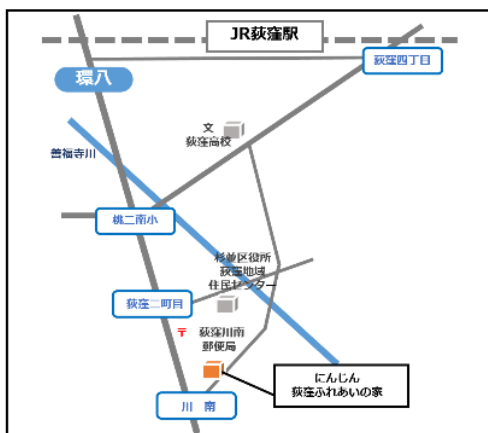 JR荻窪駅
荻窪四丁目
環八
文
荻窪高校
善福寺川
桃二南小
杉並区役所
荻窪地域
住民センター
荻窪二町目
〒 荻窪川南
郵便局
にんじん
荻窪ふれあいの家
川 南